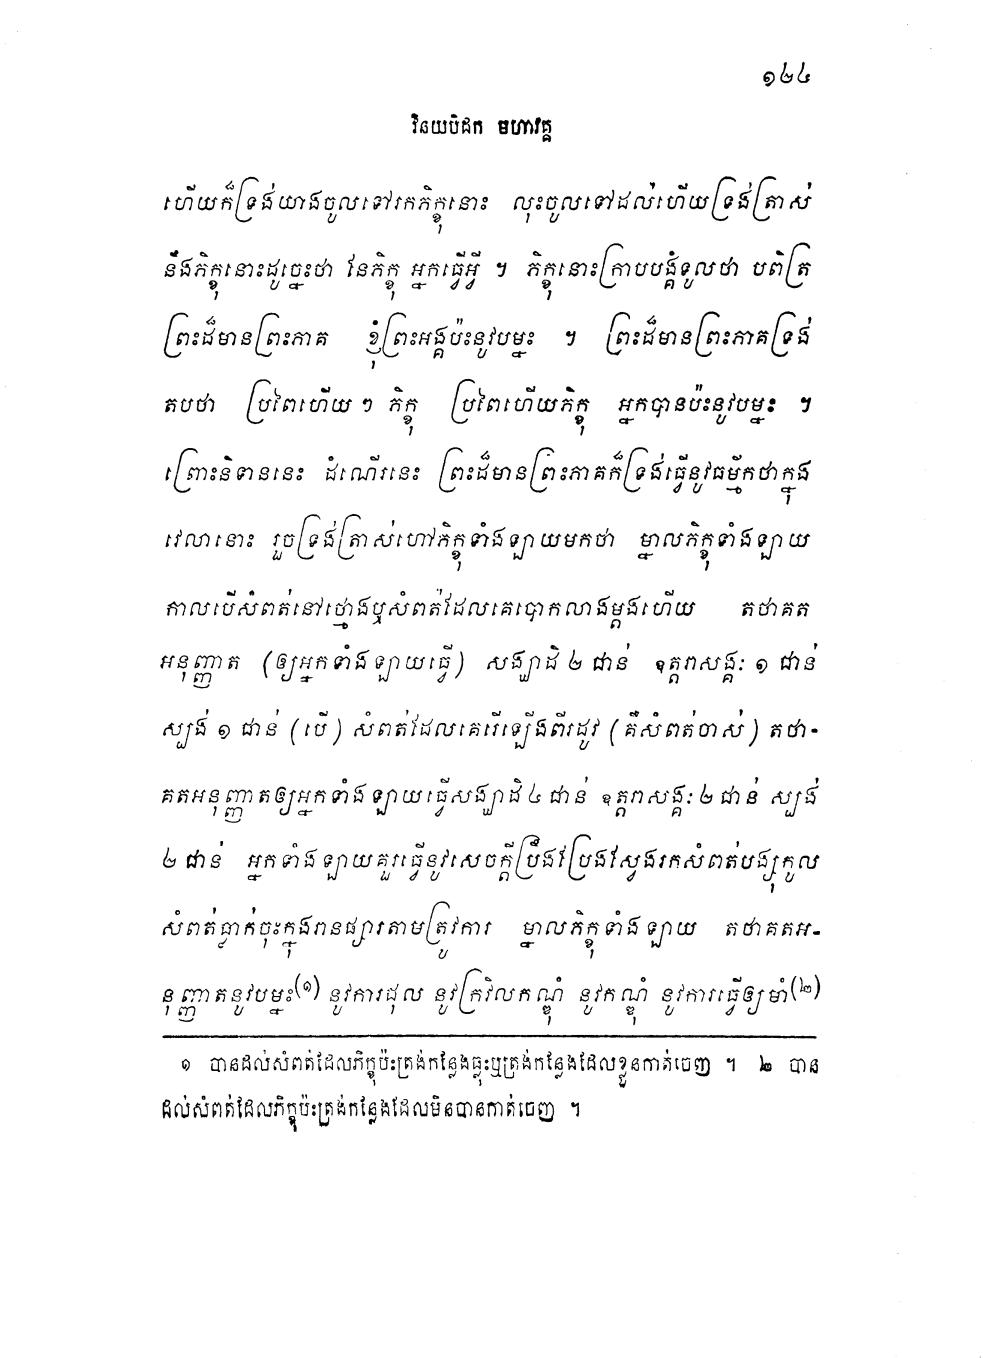 ១២៤
វិនយបិដក មហាវគ្គ
ហើយក៏ទ្រង់យាងចូលទៅរកភិក្ខុនោះ លុះចូលទៅដល់ហើយទ្រង់ត្រាស់
នឹងភិក្ខុនោះដូច្នេះថា នែភិក្ខុ អ្នកធ្វើអ្វី ។ ភិក្ខុនោះក្រាបបង្គំទូលថា បពិត្រ
ព្រះដ៏មានព្រះភាគ ខ្ញុំព្រះអង្គប៉ះនូវបម្នះ ។ ព្រះដ៏មានព្រះភាគទ្រង់
តបថា ប្រពៃហើយ ៗ ភិក្ខុ ប្រពៃហើយភិក្ខុ អ្នកបានប៉ះនូវបម្នះ ។
ព្រោះនិទាននេះ ដំណើរនេះ ព្រះដ៏មានព្រះភាគក៏ទ្រង់ធ្វើនូវធម្មីកថាក្នុង
វេលានោះ រួចទ្រង់ត្រាស់ហៅភិក្ខុទាំងឡាយមកថា ម្នាលភិក្ខុទាំងឡាយ
កាលបើសំពត់នៅថ្មោងឬសំពត់ដែលគេបោកលាងម្តងហើយ តថាគត
អនុញ្ញាត (ឲ្យអ្នកទាំងឡាយធ្វើ) សង្ឃាដិ ២ ជាន់ ឧត្តរាសង្គៈ ១ ជាន់
ស្បង់ ១ ជាន់ (បើ) សំពត់ដែលគេរើឡើងពីរដូវ (គឺសំពត់ចាស់) តថា-
គតអនុញ្ញាតឲ្យអ្នកទាំងឡាយធ្វើសង្ឃាដិ ៤ ជាន់ ឧត្តរាសង្គៈ ២ ជាន់ ស្បង់
២ ជាន់ អ្នកទាំងឡាយគួរធ្វើនូវសេចក្តីប្រឹងប្រែងស្វែងរកសំពត់បង្សុកូល
សំពត់ធ្លាក់ចុះក្នុងរានផ្សារតាមត្រូវការ ម្នាលភិក្ខុទាំងឡាយ តថាគតអ-
នុញ្ញាតនូវបម្នះ(១) នូវការដុល នូវក្រវិលកណ្ឌុំ នូវកណ្ឌុំ នូវការធ្វើឲ្យមាំ(២)
១ បានដល់សំពត់ដែលភិក្ខុប៉ះត្រង់កន្លែងធ្លុះឬត្រង់កន្លែងដែលខ្លួនកាត់ចេញ ។ ២ បាន
ដល់សំពត់ដែលភិក្ខុប៉ះត្រង់កន្លែងដែលមិនបានកាត់ចេញ ។